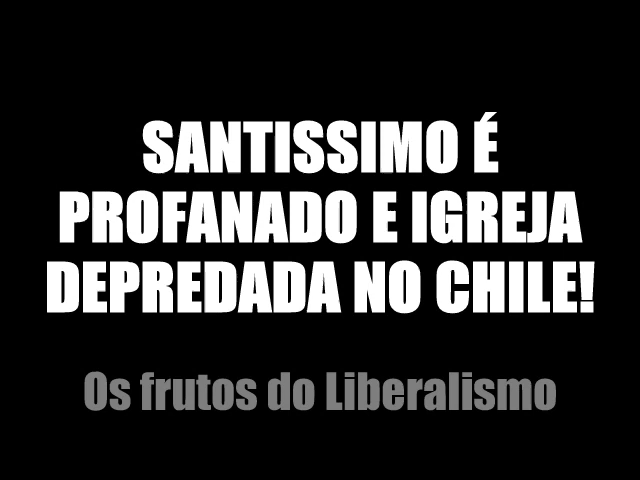 SANTISSIMO É
PROFANADO E IGREJA
DEPREDADA NO CHILE!
Os frutos do Liberalismo